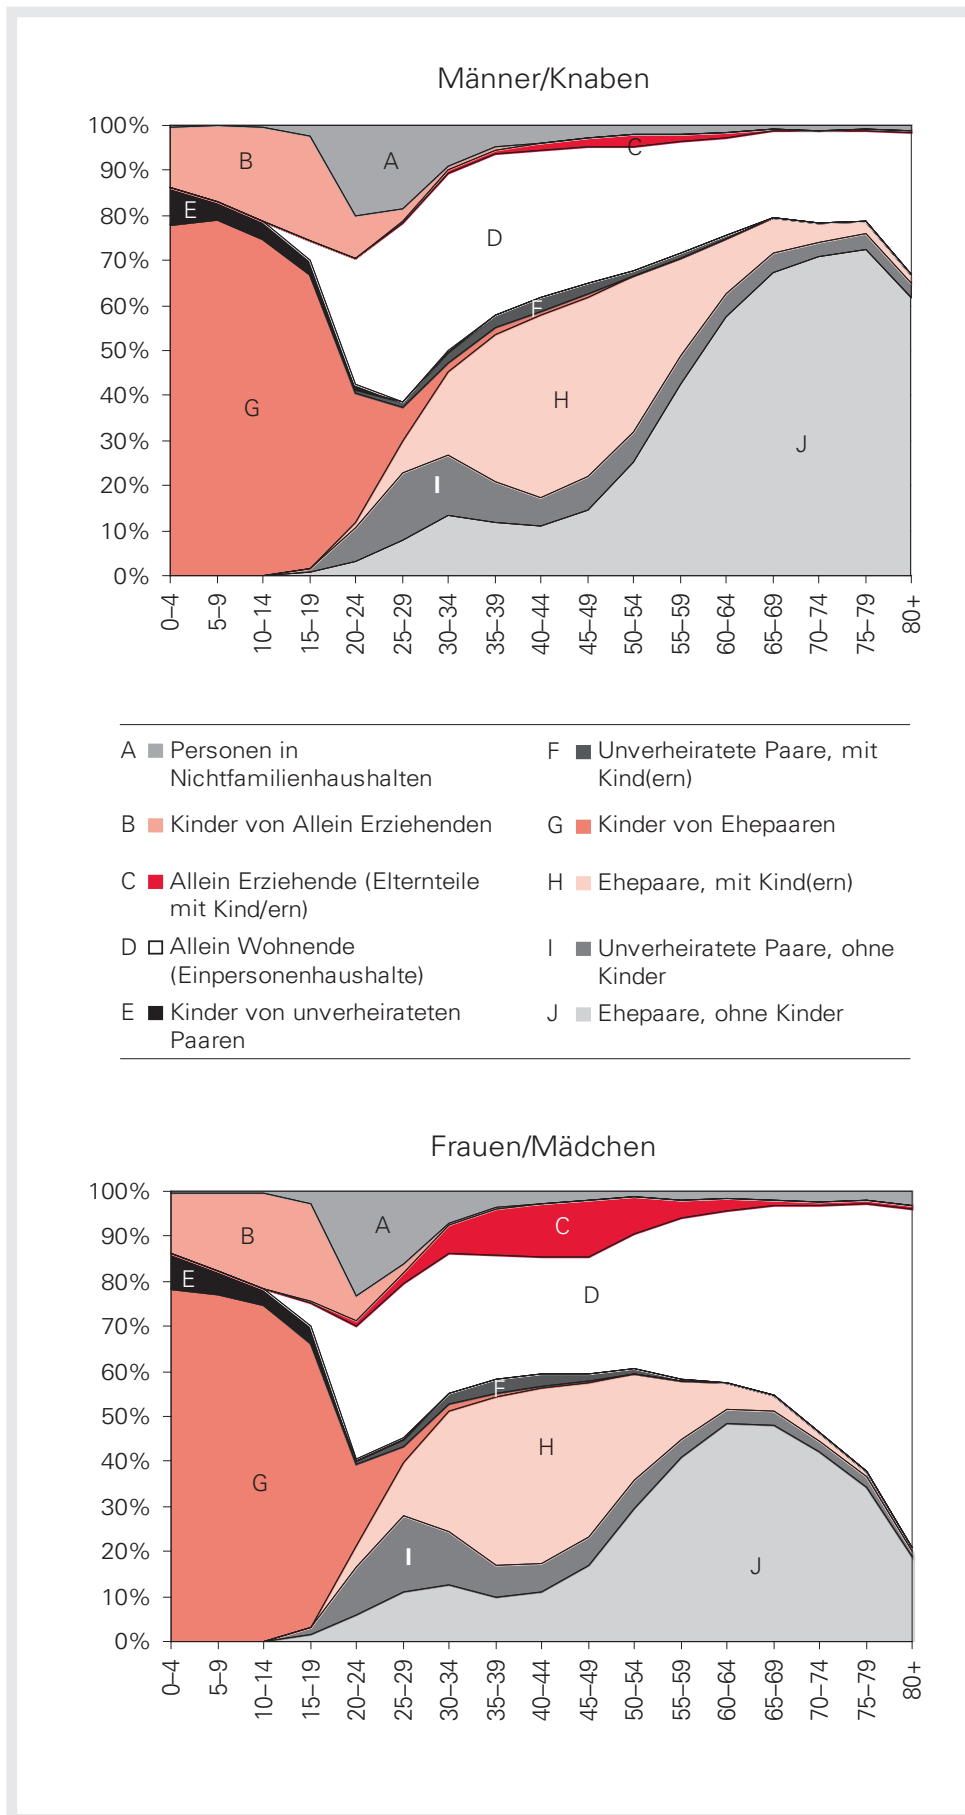 Männer/Knaben
100%
90%
80%
70%
60%
50%
40%
30%
20%
10%
0%
A
B
C
D
E
F
G
H
I
J
0–4
5–9
10–14
15–19
20–24
25–29
30–34
35–39
40–44
45–49
50–54
55–59
60–64
65–69
70–74
75–79
80+
A Personen in
Nichtfamilienhaushalten
B Kinder von Allein Erziehenden
C Allein Erziehende (Elternteile
mit Kind/ern)
D Allein Wohnende
(Einpersonenhaushalte)
E Kinder von unverheirateten
Paaren
F Unverheiratete Paare, mit
Kind(ern)
G Kinder von Ehepaaren
H Ehepaare, mit Kind(ern)
I Unverheiratete Paare, ohne
Kinder
J Ehepaare, ohne Kinder
Frauen/Mädchen
100%
90%
80%
70%
60%
50%
40%
30%
20%
10%
0%
A
B
C
D
E
F
G
H
I
J
0–4
5–9
10–14
15–19
20–24
25–29
30–34
35–39
40–44
45–49
50–54
55–59
60–64
65–69
70–74
75–79
80+